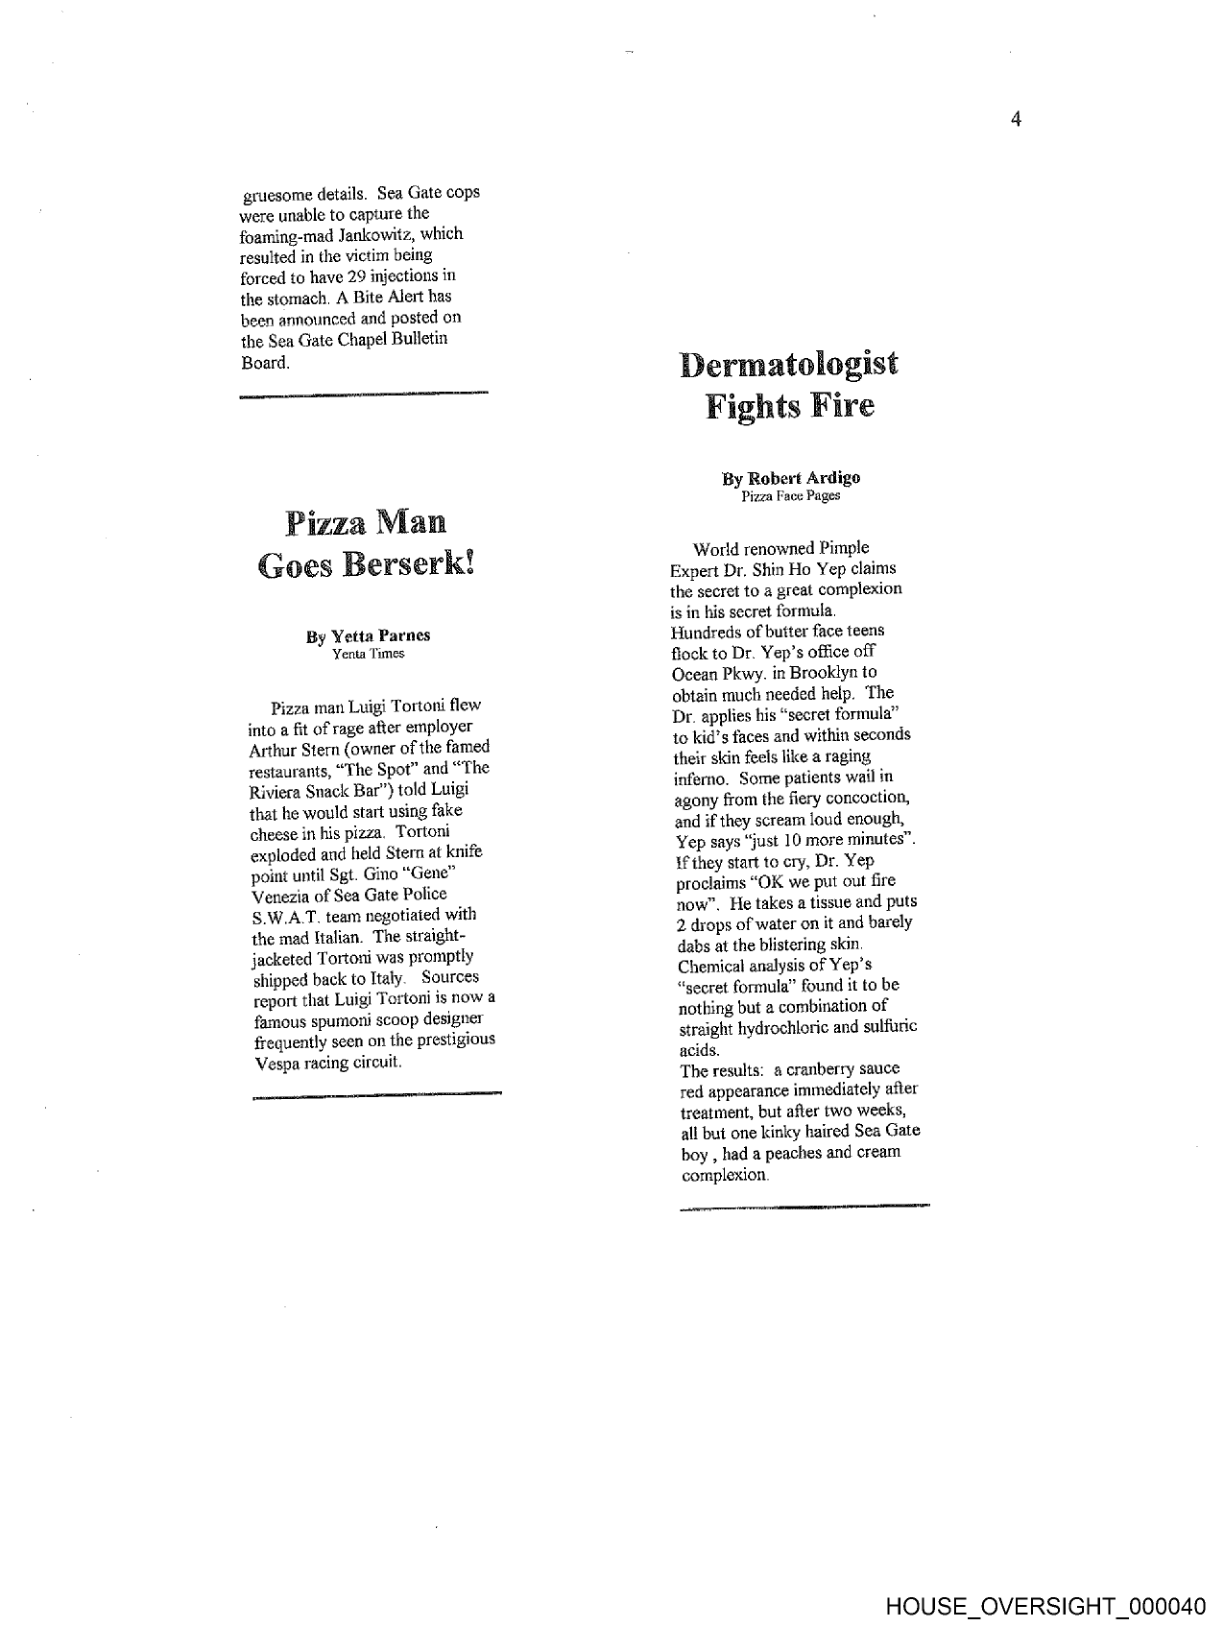 4
gruesome details. Sea Gate cops
were unable to capture the
foaming-mad Jankowitz, which
resulted in the victim being
forced to have 29 injections in
the stomach. A Bite Alert has
been announced and posted on
the Sea Gate Chapel Bulletin
Board.
Pizza Man
Goes Berserk!
By Yetta Parnes
Yenta Times
Pizza man Luigi Tortoni flew
into a fit of rage after employer
Arthur Stern (owner of the famed
restaurants, “The Spot” and “The
Riviera Snack Bar”) told Luigi
that he would start using fake
cheese in his pizza. Tortoni
exploded and held Stern at knife
point until Sgt. Gino “Gene”
Venezia of Sea Gate Police
S.W.A.T. team negotiated with
the mad Italian. The straight-
jacketed Tortoni was promptly
shipped back to Italy. Sources
report that Luigi Tortoni is now a
famous spumoni scoop designer
frequently seen on the prestigious
Vespa racing circuit.
Dermatologist
Fights Fire
By Robert Ardigo
Pizza Face Pages
World renowned Pimple
Expert Dr. Shin Ho Yep claims
the secret to a great complexion
is in his secret formula.
Hundreds of butter face teens
flock to Dr. Yep’s office off
Ocean Pkwy. in Brooklyn to
obtain much needed help. The
Dr. applies his “secret formula”
to kid’s faces and within seconds
their skin feels like a raging
inferno. Some patients wail in
agony from the fiery concoction,
and if they scream loud enough,
Yep says “just 10 more minutes”.
If they start to cry, Dr. Yep
proclaims “OK we put out fire
now”. He takes a tissue and puts
2 drops of water on it and barely
dabs at the blistering skin.
Chemical analysis of Yep’s
“secret formula” found it to be
nothing but a combination of
straight hydrochloric and sulfuric
acids.
The results: a cranberry sauce
red appearance immediately after
treatment, but after two weeks,
all but one kinky haired Sea Gate
boy , had a peaches and cream
complexion.
HOUSE_OVERSIGHT_000040